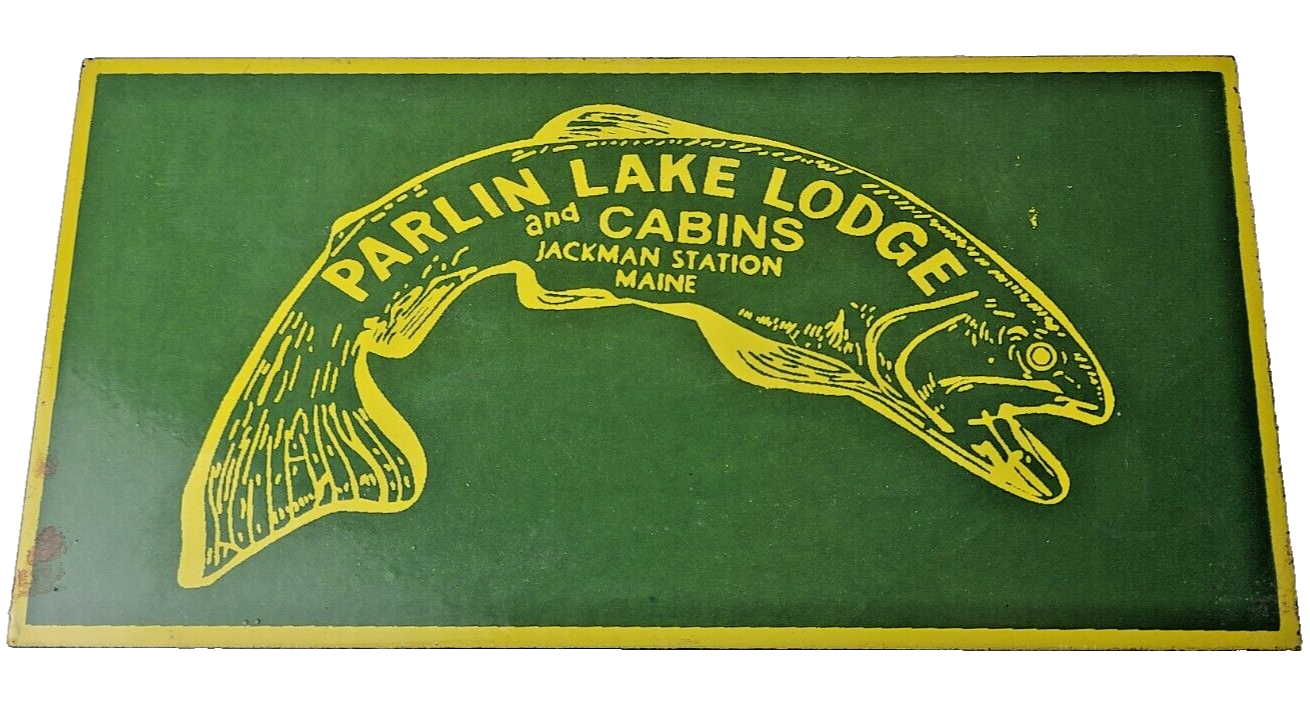 PARLIN LAKE LODGE
and CABINS
JACKMAN STATION
MAINE